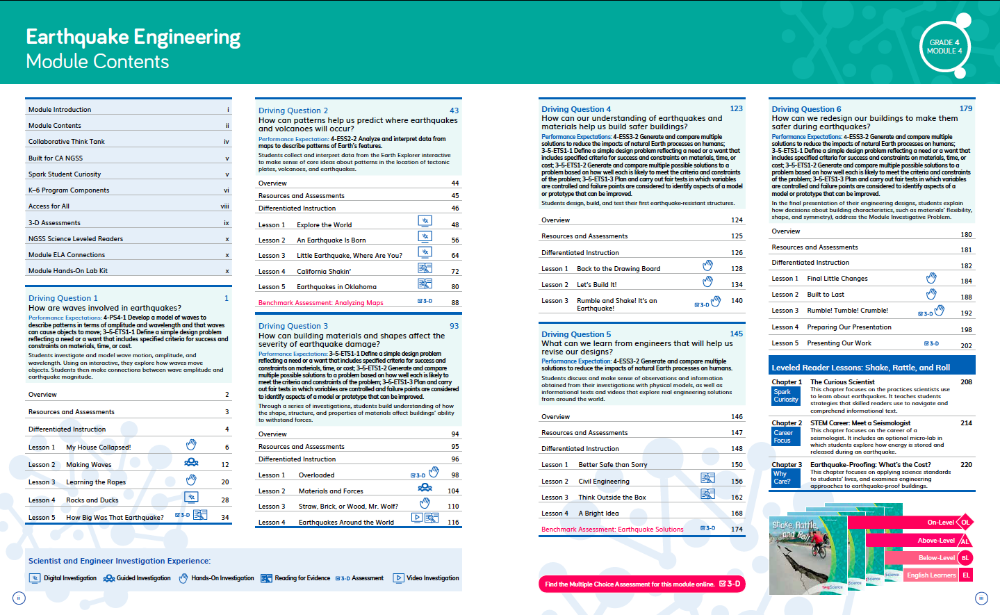 Earthquake Engineering
Module Contents
GRADE 4
MODULE 4
Module Introduction i
Module Contents ii
Collaborative Think Tank iv
Built for CA NGSS v
Spark Student Curiosity v
K–6 Program Components vi
Access for All viii
3-D Assessments ix
NGSS Science Leveled Readers x
Module ELA Connections x
Module Hands-On Lab Kit x
Driving Question 1 1
How are waves involved in earthquakes?
Performance Expectations: 4-PS4-1 Develop a model of waves to
describe patterns in terms of amplitude and wavelength and that waves
can cause objects to move; 3–5-ETS1-1 Define a simple design problem
reflecting a need or a want that includes specified criteria for success and
constraints on materials, time, or cost.
Students investigate and model wave motion, amplitude, and
wavelength. Using an interactive, they explore how waves move
objects. Students then make connections between wave amplitude and
earthquake magnitude.
Overview 2
Resources and Assessments 3
Differentiated Instruction 4
Lesson 1 My House Collapsed! 6
Lesson 2 Making Waves 12
Lesson 3 Learning the Ropes 20
Lesson 4 Rocks and Ducks 28
Lesson 5 How Big Was That Earthquake? 3-D 34
Driving Question 2 43
How can patterns help us predict where earthquakes
and volcanoes will occur?
Performance Expectations: 4-ESS2-2 Analyze and interpret data from
maps to describe patterns of Earth's features.
Students collect and interpret data from the Earth Explorer interactive
to make sense of core ideas about patterns in the location of tectonic
plates, volcanoes, and earthquakes.
Overview 44
Resources and Assessments 45
Differentiated Instruction 46
Lesson 1 Explore the World 48
Lesson 2 An Earthquake Is Born 56
Lesson 3 Little Earthquake, Where Are You? 64
Lesson 4 California Shakin' 72
Lesson 5 Earthquakes in Oklahoma 80
Benchmark Assessment: Analyzing Maps 3-D 88
Driving Question 3 93
How can building materials and shapes affect the
severity of earthquake damage?
Performance Expectations: 3–5-ETS1-1 Define a simple design problem
reflecting a need or a want that includes specified criteria for success and
constraints on materials, time, or cost; 3–5-ETS1-2 Generate and compare
multiple possible solutions to a problem based on how well each is likely to
meet the criteria and constraints of the problem; 3–5-ETS1-3 Plan and carry
out fair tests in which variables are controlled and failure points are considered
to identify aspects of a model or prototype that can be improved.
Through a series of investigations, students build understanding of how
the shape, structure, and properties of materials affect buildings' ability
to withstand forces.
Overview 94
Resources and Assessments 95
Differentiated Instruction 96
Lesson 1 Overloaded 3-D 98
Lesson 2 Materials and Forces 104
Lesson 3 Straw, Brick, or Wood, Mr. Wolf? 110
Lesson 4 Earthquakes Around the World 116
Scientist and Engineer Investigation Experience:
Digital Investigation Guided Investigation Hands-On Investigation Reading for Evidence 3-D Assessment Video Investigation
ii
Driving Question 4 123
How can our understanding of earthquakes and
materials help us build safer buildings?
Performance Expectations: 4-ESS3-2 Generate and compare multiple
solutions to reduce the impacts of natural Earth processes on humans;
3–5-ETS1-1 Define a simple design problem reflecting a need or a want that
includes specified criteria for success and constraints on materials, time, or
cost; 3–5-ETS1-2 Generate and compare multiple possible solutions to a
problem based on how well each is likely to meet the criteria and constraints
of the problem; 3–5-ETS1-3 Plan and carry out fair tests in which variables
are controlled and failure points are considered to identify aspects of a model
or prototype that can be improved.
Students design, build, and test their first earthquake-resistant structures.
Overview 124
Resources and Assessments 125
Differentiated Instruction 126
Lesson 1 Back to the Drawing Board 128
Lesson 2 Let's Build It! 134
Lesson 3 Rumble and Shake! It's an 3-D 140
Earthquake!
Driving Question 5 145
What can we learn from engineers that will help us
revise our designs?
Performance Expectation: 4-ESS3-2 Generate and compare multiple
solutions to reduce the impacts of natural Earth processes on humans.
Students discuss and make sense of observations and information
obtained from their investigations with physical models, as well as
informational texts and videos that explore real engineering solutions
from around the world.
Overview 146
Resources and Assessments 147
Differentiated Instruction 148
Lesson 1 Better Safe than Sorry 150
Lesson 2 Civil Engineering 156
Lesson 3 Think Outside the Box 162
Lesson 4 A Bright Idea 168
Benchmark Assessment: Earthquake Solutions 3-D 174
Find the Multiple Choice Assessment for this module online. 3-D
Driving Question 6 179
How can we redesign our buildings to make them
safer during earthquakes?
Performance Expectations: 4-ESS3-2 Generate and compare multiple
solutions to reduce the impacts of natural Earth processes on humans;
3–5-ETS1-1 Define a simple design problem reflecting a need or a want that
includes specified criteria for success and constraints on materials, time, or
cost; 3–5-ETS1-2 Generate and compare multiple possible solutions to a
problem based on how well each is likely to meet the criteria and constraints
of the problem; 3–5-ETS1-3 Plan and carry out fair tests in which variables
are controlled and failure points are considered to identify aspects of a
model or prototype that can be improved.
In the final presentation of their engineering designs, students explain
how decisions about building characteristics, such as materials' flexibility,
shape, and symmetry), address the Module Investigative Problem.
Overview 180
Resources and Assessments 181
Differentiated Instruction 182
Lesson 1 Final Little Changes 184
Lesson 2 Built to Last 188
Lesson 3 Rumble! Tumble! Crumble! 3-D 192
Lesson 4 Preparing Our Presentation 198
Lesson 5 Presenting Our Work 3-D 202
Leveled Reader Lessons: Shake, Rattle, and Roll
Chapter 1 The Curious Scientist 208
Spark
Curiosity
This chapter focuses on the practices scientists use
to learn about earthquakes. It teaches students
strategies that skilled readers use to navigate and
comprehend informational text.
Chapter 2 STEM Career: Meet a Seismologist 214
Career
Focus
This chapter focuses on the career of a
seismologist. It includes an optional micro-lab in
which students explore how energy is stored and
released during an earthquake.
Chapter 3 Earthquake-Proofing: What's the Cost? 220
Why
Care?
This chapter focuses on applying science standards
to students' lives, and examines engineering
approaches to earthquake-proof buildings.
Shake, Rattle,
and Roll
twigScience
On-Level OL
Above-Level AL
Below-Level BL
English Learners EL
iii